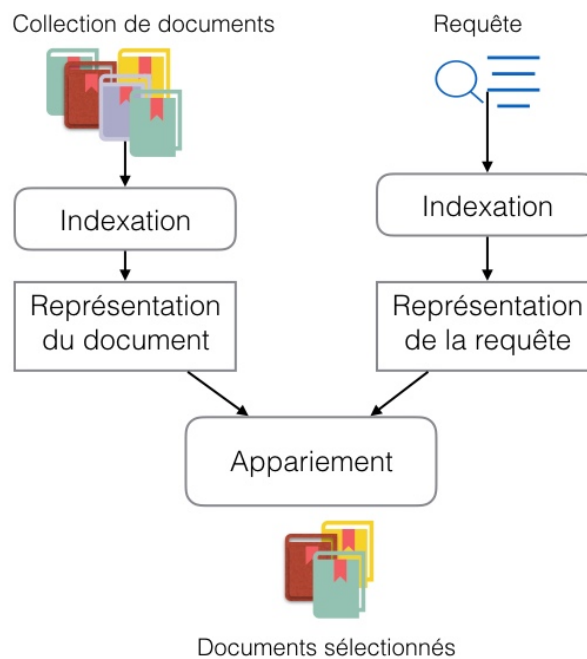 Collection de documents
Requête
Indexation
Indexation
Représentation
du document
Représentation
de la requête
Appariement
Documents sélectionnés